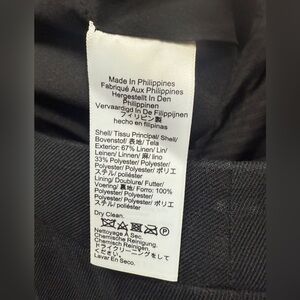 Made In Philippines
Fabriqué Aux Philippines
Hergestellt In Den
Philippinen
Vervaardigd In De Filippijnen
フィリピン製
hecho en filipinas
Shell/ Tissu Principal/ Shell/
Bovenstof/ 表地/ Tela
Exterior: 67% Linen/ Lin/
Leinen/ Linnen/ 麻/ lino
33% Polyester/ Polyester/
Polyester/ Polyester/ ポリエ
ステル/ poliéster
Lining/ Doublure/ Futter/
Voering/ 裏地/ Forro: 100%
Polyester/ Polyester/
Polyester/ Polyester/ ポリエ
ステル/ poliéster
Dry Clean.
Nettoyage A Sec.
Chemische Reinigung.
Chemisch Reinigen.
ドライクリーニングをして
Lavar En Seco.